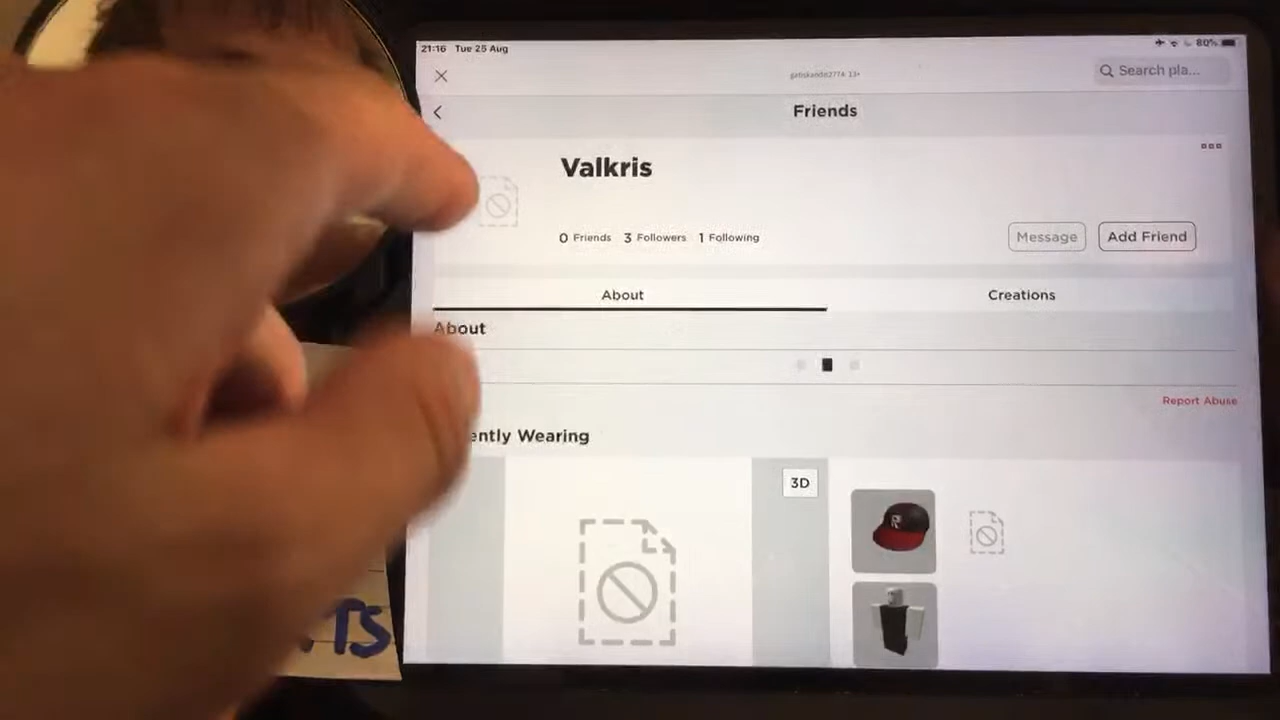 21:16 Tue 25 Aug
80%
Search pla...
Friends
Valkris
0 Friends 3 Followers 1 Following
Message
Add Friend
About
Creations
About
Report Abuse
ently Wearing
3D
R
TS